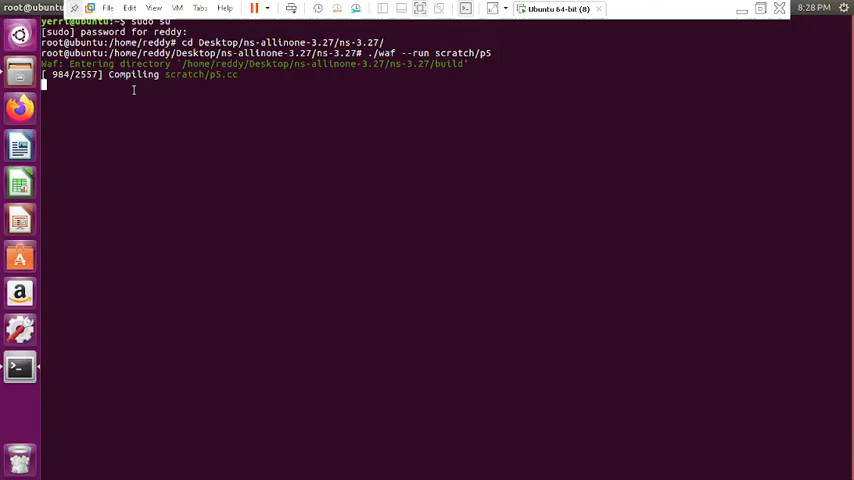 root@ubuntu: File Edit View VM Tabs Help Ubuntu 64-bit (8) 8:28 PM
yerri@ubuntu:~$ sudo su
[sudo] password for reddy:
root@ubuntu:/home/reddy# cd Desktop/ns-allinone-3.27/ns-3.27/
root@ubuntu:/home/reddy/Desktop/ns-allinone-3.27/ns-3.27# ./waf --run scratch/p5
Waf: Entering directory `/home/reddy/Desktop/ns-allinone-3.27/ns-3.27/build'
[ 984/2557] Compiling scratch/p5.cc